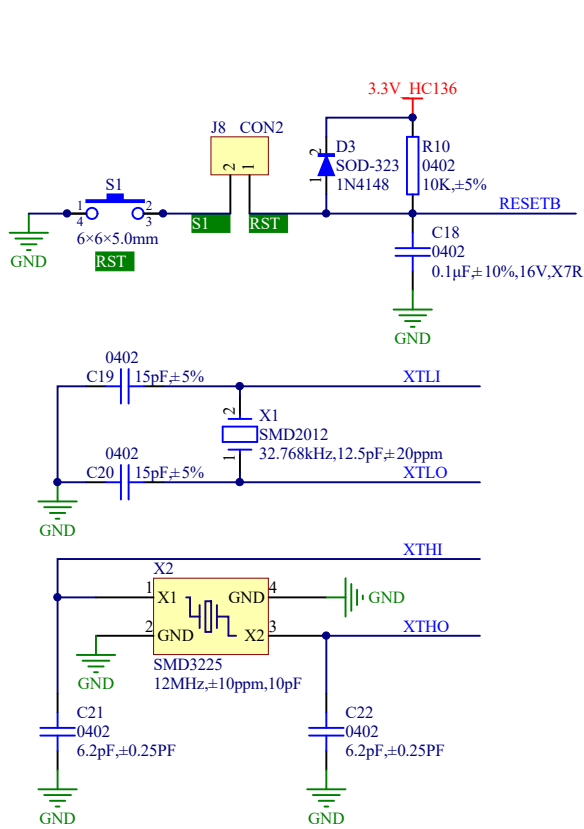 3.3V_HC136
J8 CON2
2
1
D3
SOD-323
1N4148
2
1
R10
0402
10K,±5%
S1
1
4
2
3
6×6×5.0mm
RST
GND
S1
RST
RESETB
C18
0402
0.1μF,±10%,16V,X7R
GND
0402
C19
15pF,±5%
XTLI
2
X1
SMD2012
32.768kHz,12.5pF,±20ppm
1
0402
C20
15pF,±5%
XTLO
GND
XTHI
X2
1
X1
GND
4
GND
2
GND
X2
3
XTHO
GND
SMD3225
12MHz,±10ppm,10pF
C21
0402
6.2pF,±0.25PF
GND
C22
0402
6.2pF,±0.25PF
GND